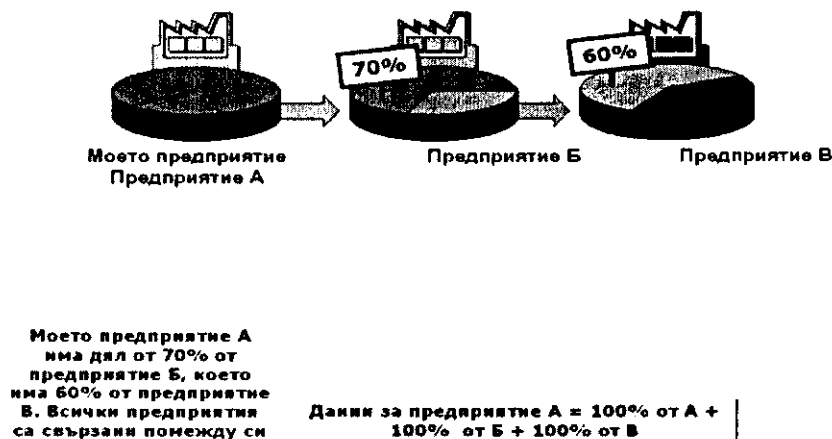 70%
60%
Моето предприятие
Предприятие А
Предприятие Б
Предприятие В
Моето предприятие А
има дял от 70% от
предприятие Б, което
има 60% от предприятие
В. Всички предприятия
са свързани помежду си
Данни за предприятие А = 100% от А +
100% от Б + 100% от В